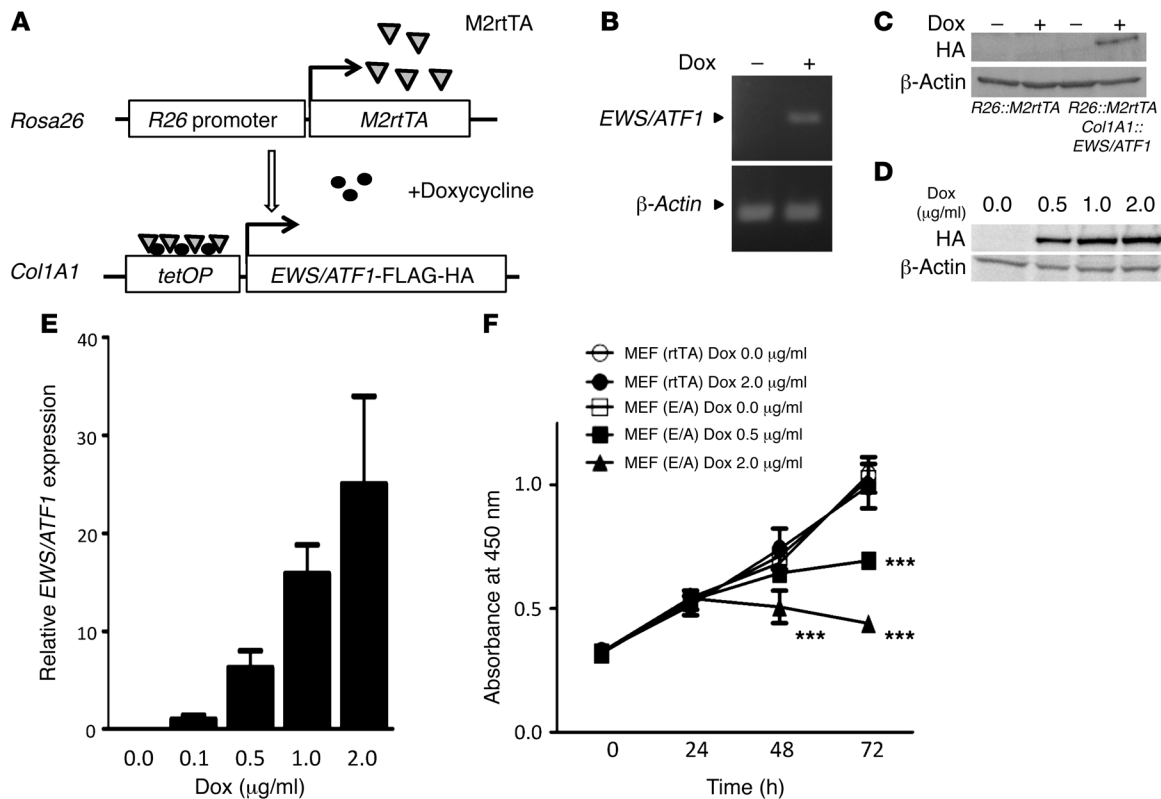 A
M2rtTA
Rosa26
R26 promoter
M2rtTA
+Doxycycline
Col1A1
tetOP
EWS/ATF1-FLAG-HA
B
Dox – +
EWS/ATF1
β-Actin
C
Dox – + – +
HA
β-Actin
R26::M2rtTA
R26::M2rtTA
Col1A1::
EWS/ATF1
D
Dox
(μg/ml)
0.0 0.5 1.0 2.0
HA
β-Actin
E
Relative EWS/ATF1 expression
40
30
20
10
0
0.0 0.1 0.5 1.0 2.0
Dox (μg/ml)
F
MEF (rtTA) Dox 0.0 μg/ml
MEF (rtTA) Dox 2.0 μg/ml
MEF (E/A) Dox 0.0 μg/ml
MEF (E/A) Dox 0.5 μg/ml
MEF (E/A) Dox 2.0 μg/ml
Absorbance at 450 nm
1.0
0.5
0.0
***
***
***
0 24 48 72
Time (h)